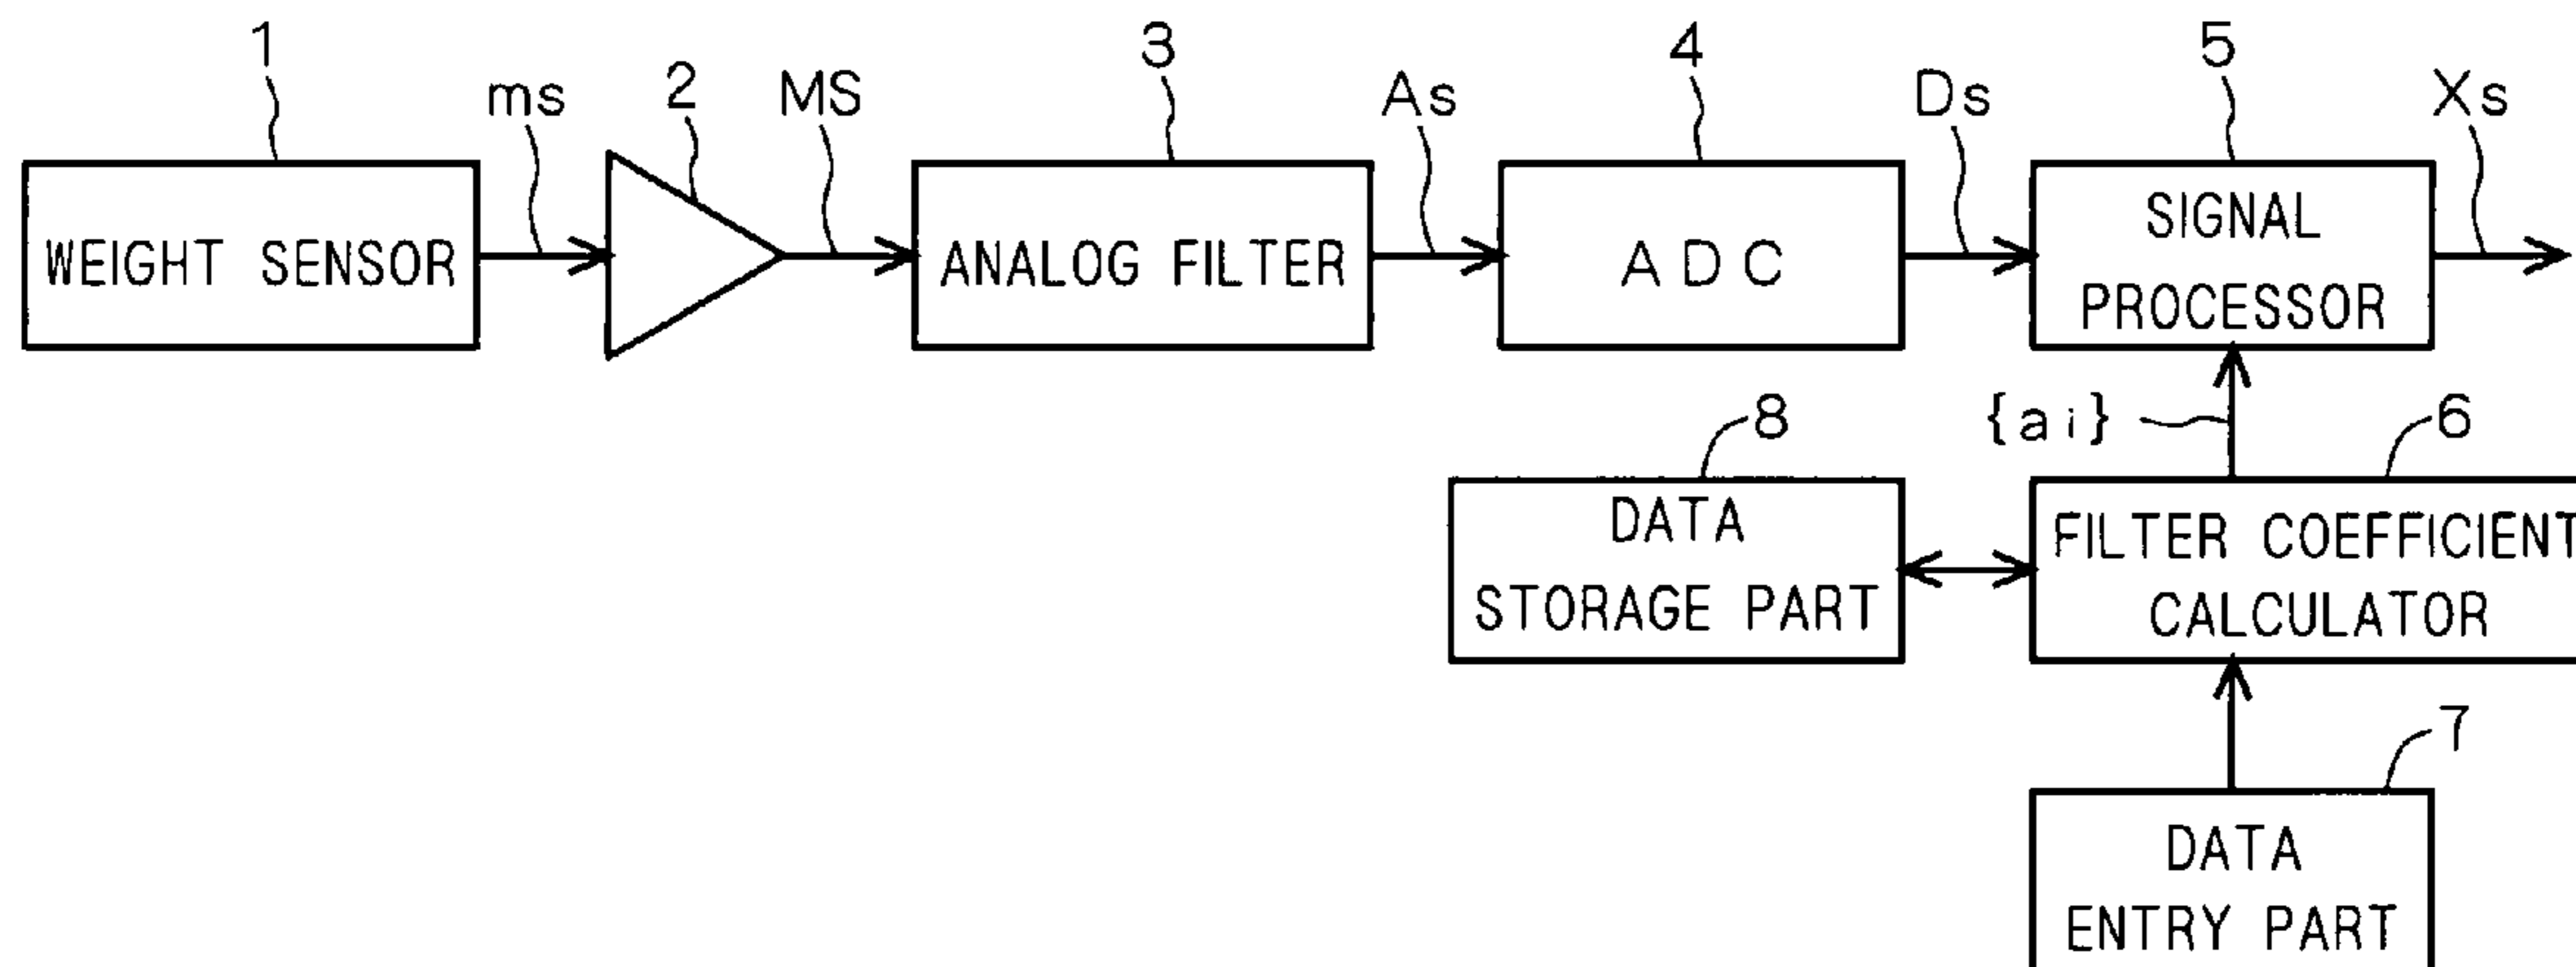 1
ms
2
MS
3
As
4
Ds
5
Xs
WEIGHT SENSOR
ANALOG FILTER
ADC
SIGNAL
PROCESSOR
{ai}
8
6
DATA
STORAGE PART
FILTER COEFFICIENT
CALCULATOR
7
DATA
ENTRY PART